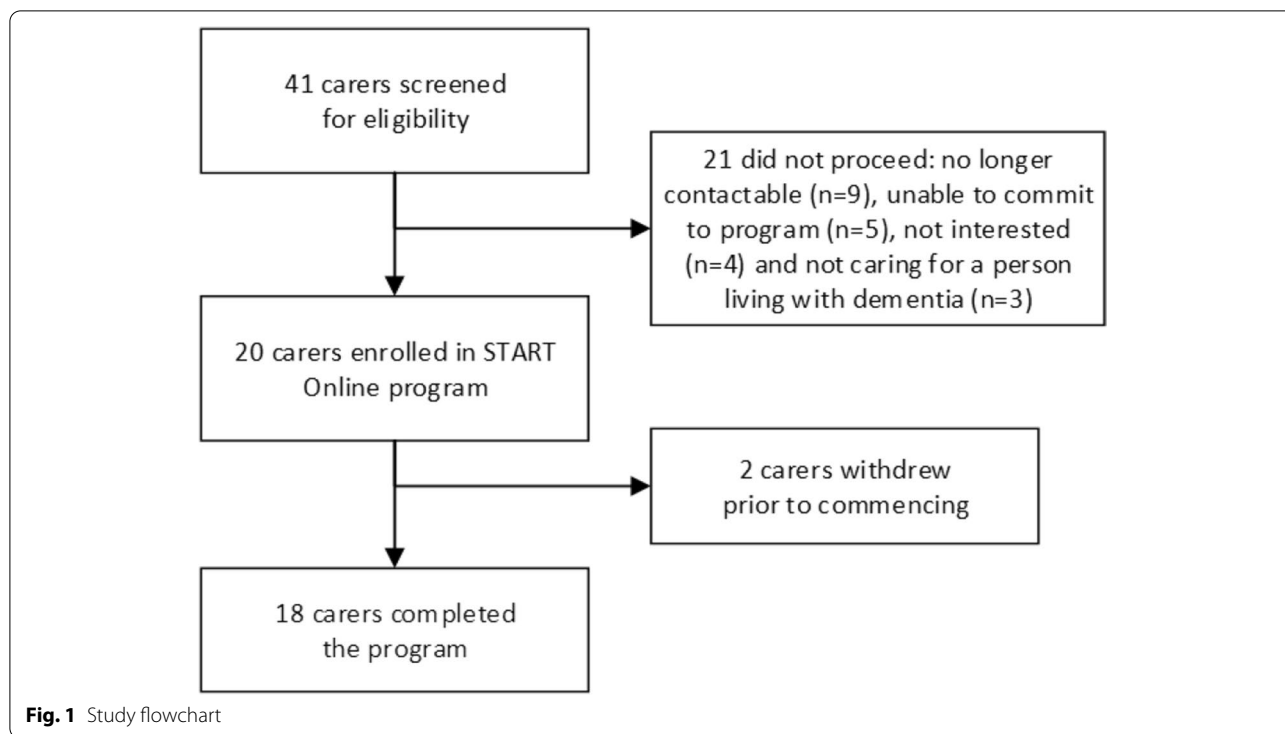 41 carers screened
for eligibility
21 did not proceed: no longer
contactable (n=9), unable to commit
to program (n=5), not interested
(n=4) and not caring for a person
living with dementia (n=3)
20 carers enrolled in START
Online program
2 carers withdrew
prior to commencing
18 carers completed
the program
Fig. 1 Study flowchart